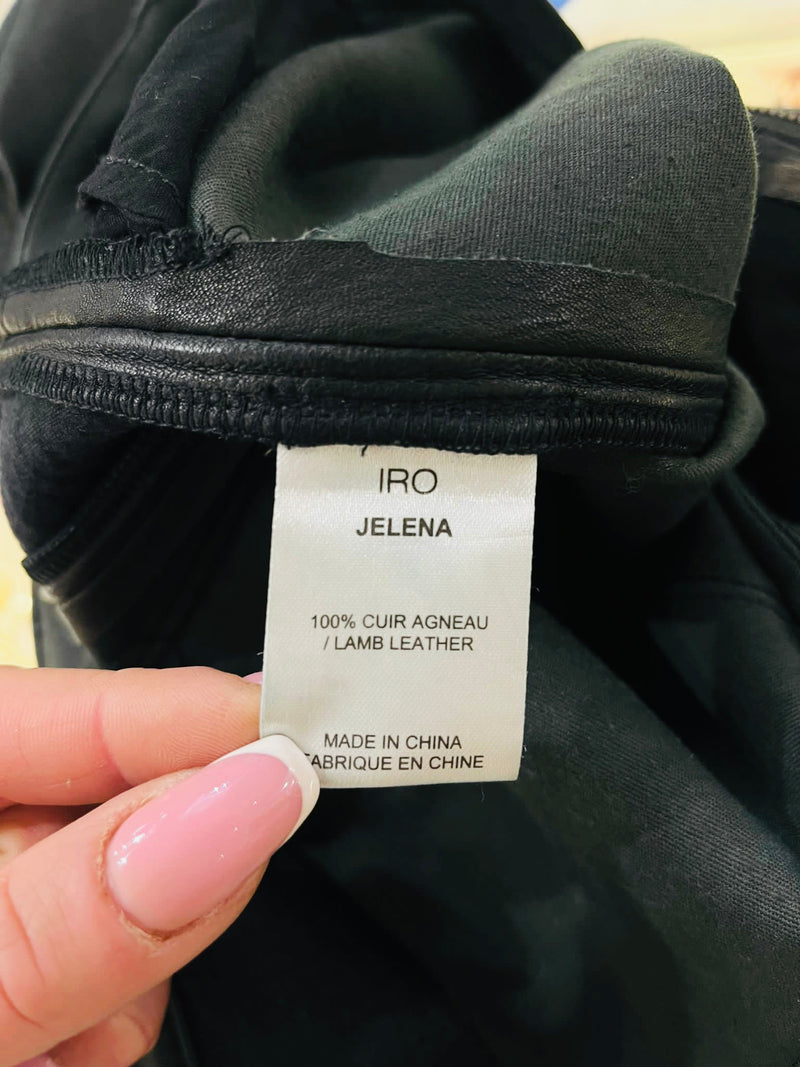 IRO
JELENA
100% CUIR AGNEAU
/ LAMB LEATHER
MADE IN CHINA
FABRIQUE EN CHINE